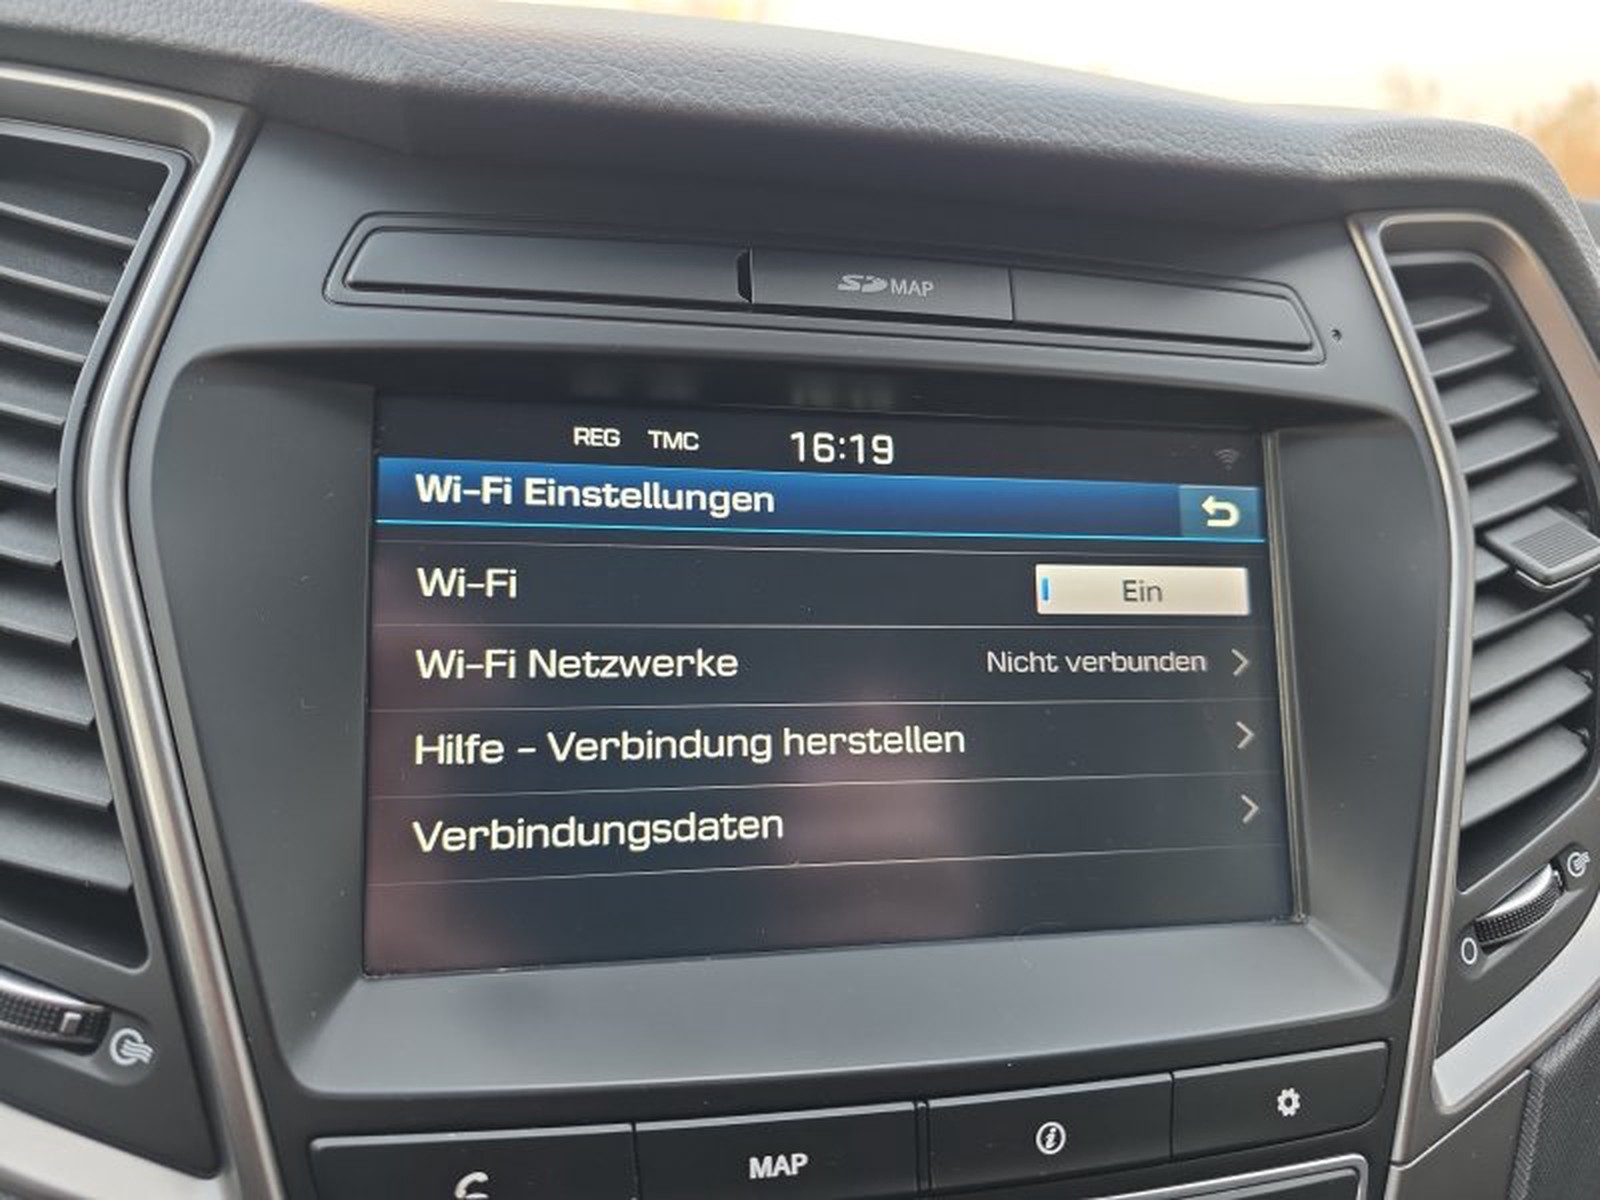 SD MAP
REG TMC 16:19
Wi-Fi Einstellungen
Wi-Fi Ein
Wi-Fi Netzwerke Nicht verbunden
Hilfe - Verbindung herstellen
Verbindungsdaten
MAP